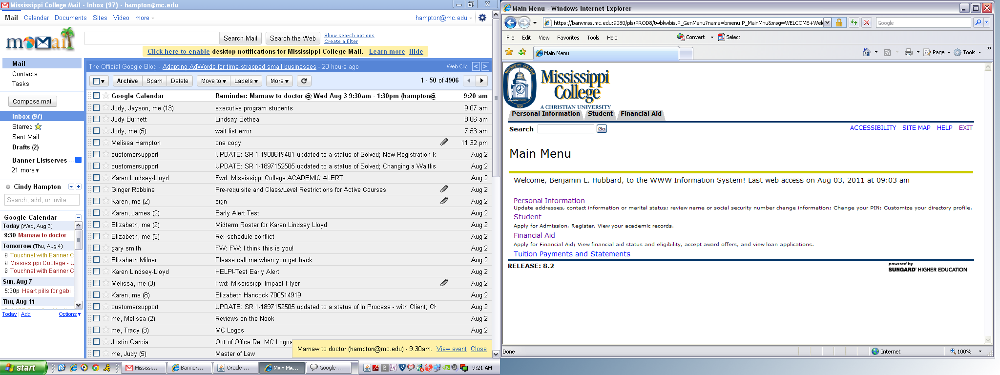 Mississippi College Mail - Inbox (97) - hampton@mc.edu
Mail Calendar Documents Sites Video more
hampton@mc.edu
moMail
Search Mail Search the Web Show search options
Create a filter
Click here to enable desktop notifications for Mississippi College Mail. Learn more Hide
Mail
Contacts
Tasks
Compose mail
Inbox (97)
Starred
Sent Mail
Drafts (2)
Banner Listserves
21 more
Cindy Hampton
Search, add, or invite
Google Calendar
Today (Wed, Aug 3)
9:30 Mamaw to doctor
Tomorrow (Thu, Aug 4)
9 Touchnet with Banner C
9 Mississippi Coolege - U
9 Touchnet with Banner C
Sun, Aug 7
5:30p Heart pills for gabi i
Thu, Aug 11
Today | Add Options
The Official Google Blog - Adapting AdWords for time-strapped small businesses - 20 hours ago Web Clip < >
Archive Spam Delete Move to Labels More 1 - 50 of 4906
Google Calendar Reminder: Mamaw to doctor @ Wed Aug 3 9:30am - 1:30pm (hampton@ 9:20 am
Judy, Jayson, me (13) executive program students 9:07 am
Judy Burnett Lindsay Bethea 8:06 am
Judy, me (5) wait list error 7:53 am
Melissa Hampton one copy 11:32 pm
customersupport UPDATE: SR 1-1900619481 updated to a status of Solved; New Registration Is Aug 2
customersupport UPDATE: SR 1-1897152505 updated to a status of Solved; Changing a Waitlis Aug 2
Karen Lindsey-Lloyd Fwd: Mississippi College ACADEMIC ALERT Aug 2
Ginger Robbins Pre-requisite and Class/Level Restrictions for Active Courses Aug 2
Karen, me (2) sign Aug 2
Karen, James (2) Early Alert Test Aug 2
Elizabeth, me (2) Midterm Roster for Karen Lindsey Lloyd Aug 2
Elizabeth, me (3) Re: schedule conflict Aug 2
gary smith FW: FW: I think this is you! Aug 2
Elizabeth Milner Please call me when you get back Aug 2
Karen Lindsey-Lloyd HELP!-Test Early Alert Aug 2
Melissa, me (3) Fwd: Mississippi Impact Flyer Aug 2
Karen, me (8) Elizabeth Hancock 700514919 Aug 2
customersupport UPDATE: SR 1-1897152505 updated to a status of In Process - with Client; Ch Aug 2
me, Melissa (2) Reviews on the Nook Aug 2
me, Tracy (3) MC Logos Aug 2
Justin Garcia Out of Office Re: MC Logos
me, Judy (5) Master of Law
Mamaw to doctor (hampton@mc.edu) - 9:30am. View event Close
start Mississi... Banner... Oracle ... Main Me... Google ... 9:21 AM
Main Menu - Windows Internet Explorer
https://banvmss.mc.edu:9080/pls/PROD8/twbkwbis.P_GenMenu?name=bmenu.P_MainMnu&msg=WELCOME+Wel
Google
File Edit View Favorites Tools Help Convert Select
Main Menu
Page Tools »
MISSISSIPPI COLLEGE
1826
Mississippi
College
A CHRISTIAN UNIVERSITY
Personal Information Student Financial Aid
Search Go
ACCESSIBILITY SITE MAP HELP EXIT
Main Menu
Welcome, Benjamin L. Hubbard, to the WWW Information System! Last web access on Aug 03, 2011 at 09:03 am
Personal Information
Update addresses, contact information or marital status; review name or social security number change information; Change your PIN; Customize your directory profile.
Student
Apply for Admission, Register, View your academic records.
Financial Aid
Apply for Financial Aid; View financial aid status and eligibility, accept award offers, and view loan applications.
Tuition Payments and Statements
RELEASE: 8.2
powered by
SUNGARD HIGHER EDUCATION
Done Internet 100%